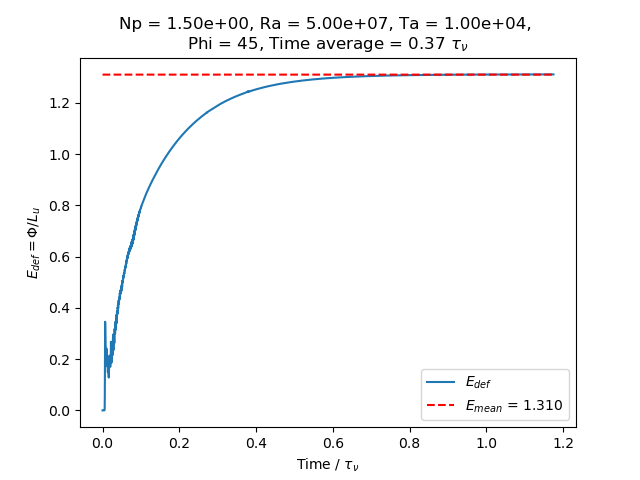 Np = 1.50e+00, Ra = 5.00e+07, Ta = 1.00e+04,
Phi = 45, Time average = 0.37 τν
1.2
1.0
0.8
0.6
0.4
0.2
0.0
E_def = Φ/L_u
E_def
E_mean = 1.310
0.0 0.2 0.4 0.6 0.8 1.0 1.2
Time / τν